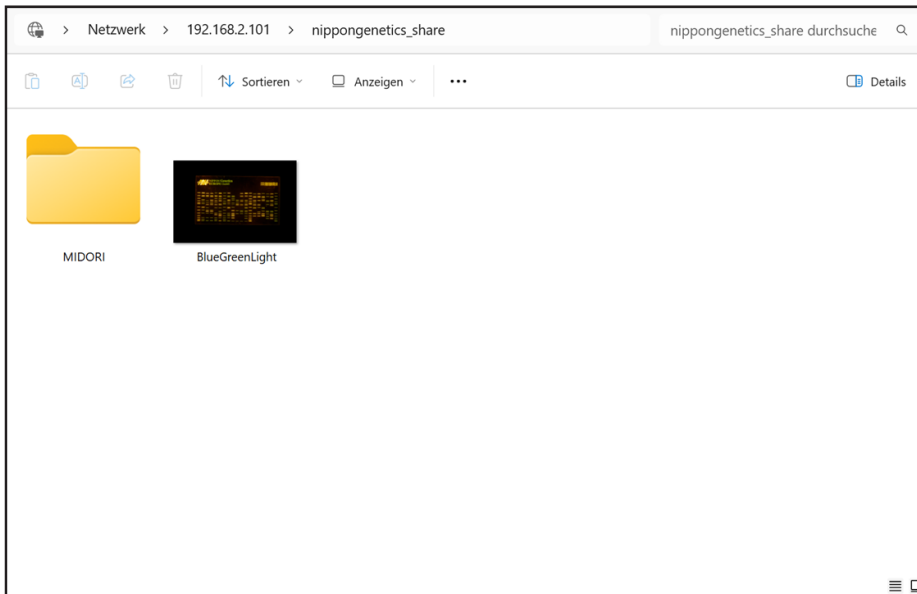 Netzwerk > 192.168.2.101 > nippongenetics_share
nippongenetics_share durchsuche
Sortieren
Anzeigen
Details
MIDORI
BlueGreenLight